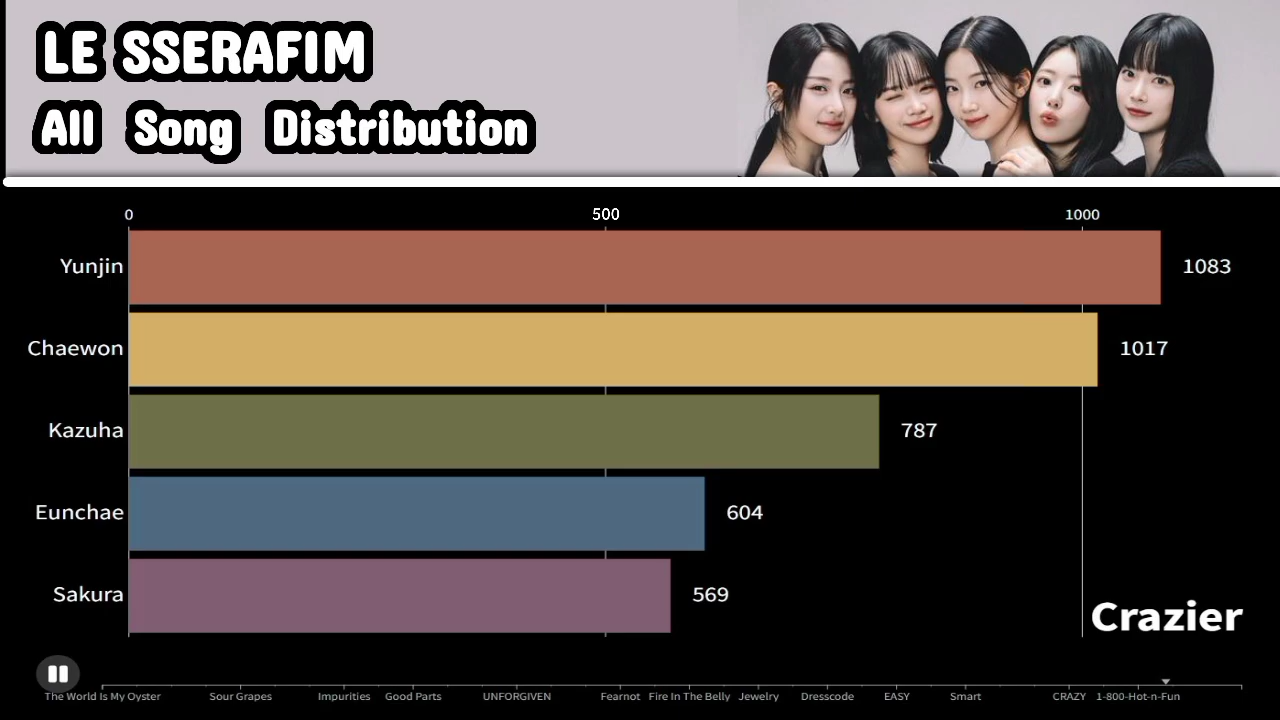 LE SSERAFIM
All Song Distribution
0 500 1000
Yunjin 1083
Chaewon 1017
Kazuha 787
Eunchae 604
Sakura 569
Crazier
The World Is My Oyster Sour Grapes Impurities Good Parts UNFORGIVEN Fearnot Fire In The Belly Jewelry Dresscode EASY Smart CRAZY 1-800-Hot-n-Fun